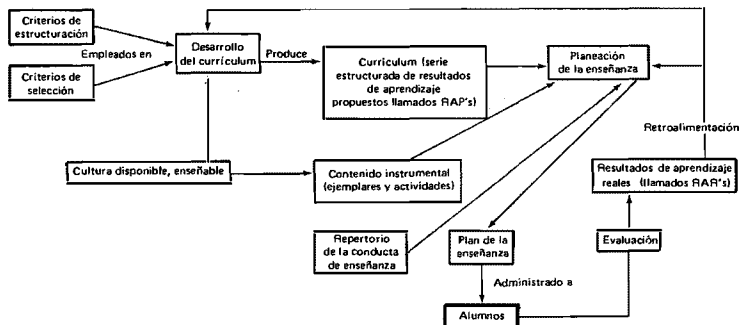 Criterios de
estructuración
Empleados en
Criterios de
selección
Desarrollo
del currículum
Produce
Curriculum (serie
estructurada de resultados
de aprendizaje
propuestos llamados RAP's)
Planeación
de la enseñanza
Retroalimentación
Cultura disponible, enseñable
Contenido instrumental
(ejemplares y actividades)
Resultados de aprendizaje
reales (llamados RAR's)
Repertorio
de la conducta
de enseñanza
Plan de la
enseñanza
Evaluación
Administrado a
Alumnos